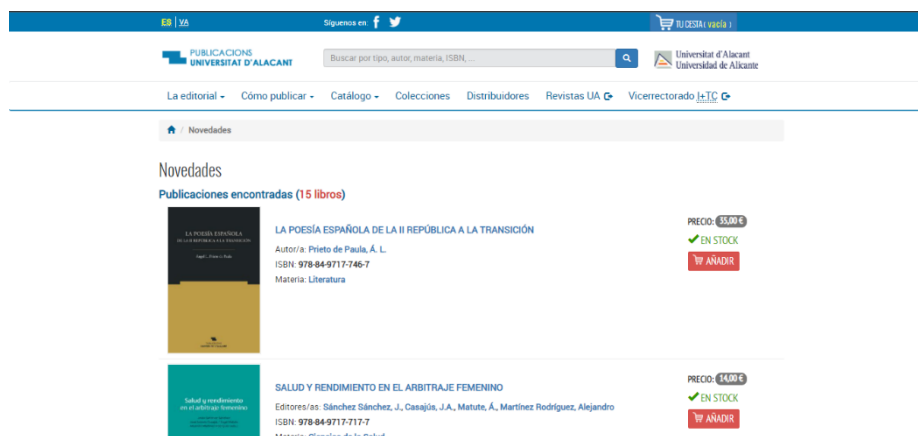 ES | VA
Síguenos en:
TU CESTA ( vacía )
PUBLICACIONS
UNIVERSITAT D'ALACANT
Buscar por tipo, autor, materia, ISBN, ...
Universitat d'Alacant
Universidad de Alicante
La editorial Cómo publicar Catálogo Colecciones Distribuidores Revistas UA Vicerrectorado I+TC
/ Novedades
Novedades
Publicaciones encontradas (15 libros)
LA POESÍA ESPAÑOLA
DE LA II REPÚBLICA A LA TRANSICIÓN
LA POESÍA ESPAÑOLA DE LA II REPÚBLICA A LA TRANSICIÓN
Autor/a: Prieto de Paula, Á. L.
ISBN: 978-84-9717-746-7
Materia: Literatura
PRECIO: 35,00 €
EN STOCK
AÑADIR
Salud y rendimiento
en el arbitraje femenino
SALUD Y RENDIMIENTO EN EL ARBITRAJE FEMENINO
Editores/as: Sánchez Sánchez, J., Casajús, J.A., Matute, Á., Martínez Rodríguez, Alejandro
ISBN: 978-84-9717-717-7
Materia: Ciencias de la Salud
PRECIO: 14,00 €
EN STOCK
AÑADIR